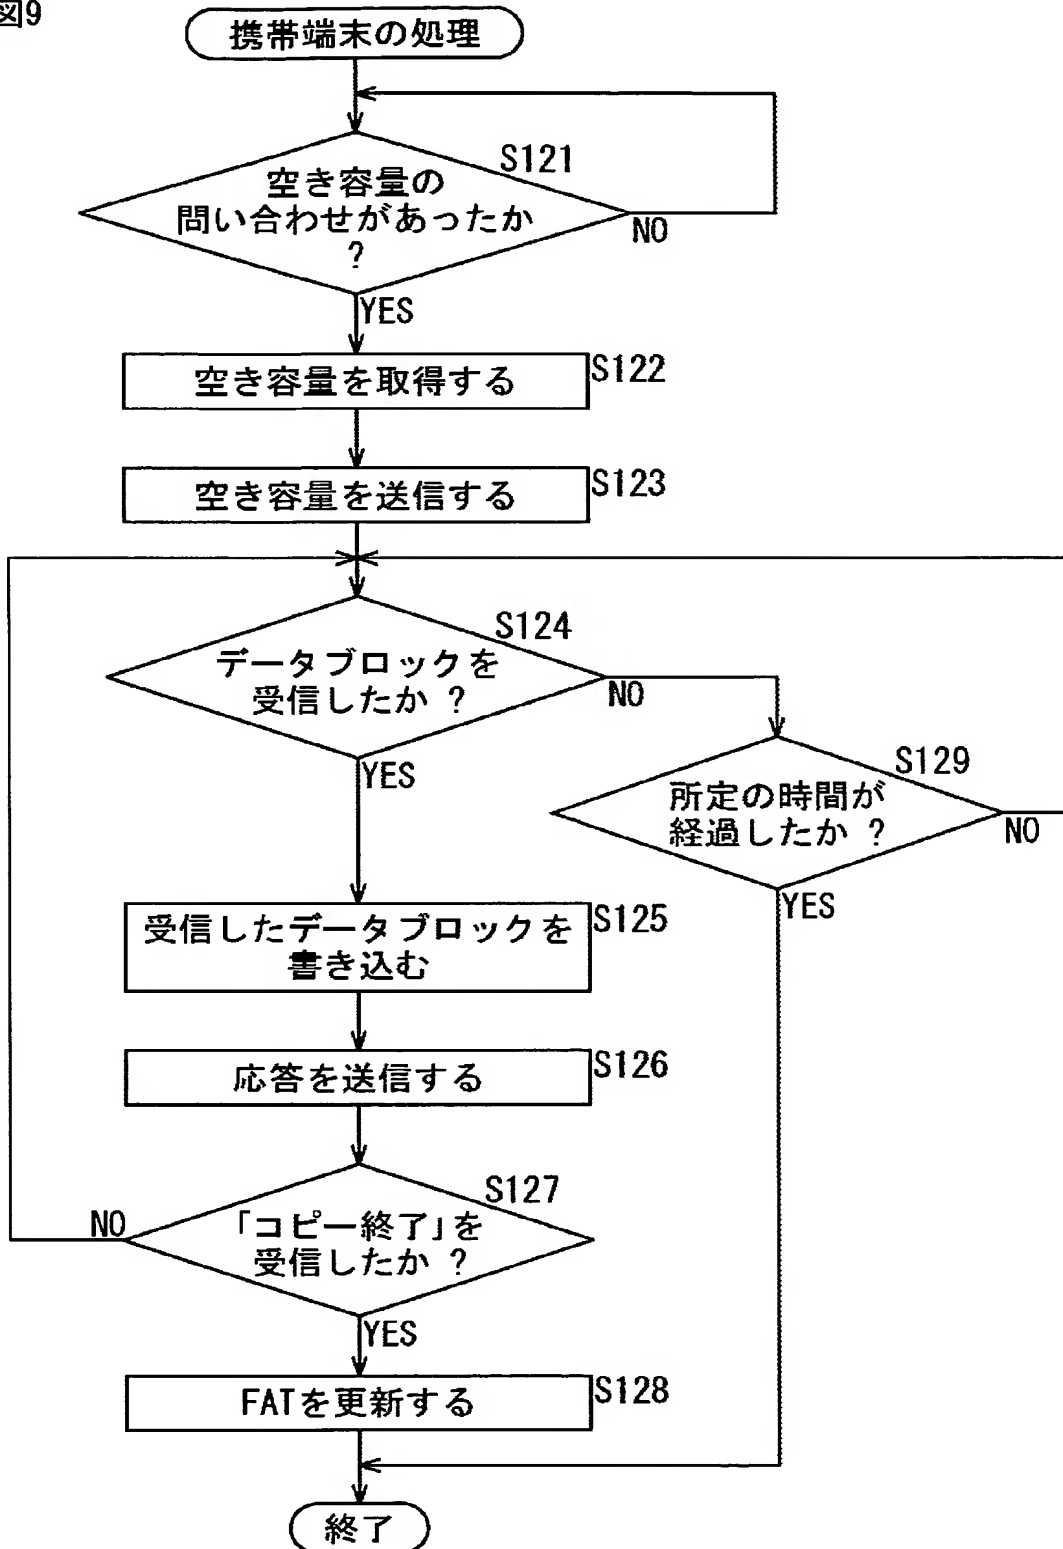 図9
携帯端末の処理
S121
空き容量の
問い合わせがあったか
?
NO
YES
空き容量を取得する
S122
空き容量を送信する
S123
S124
データブロックを
受信したか ?
NO
YES
S129
所定の時間が
経過したか ?
NO
YES
受信したデータブロックを
書き込む
S125
応答を送信する
S126
S127
「コピー終了」を
受信したか ?
NO
YES
FATを更新する
S128
終了